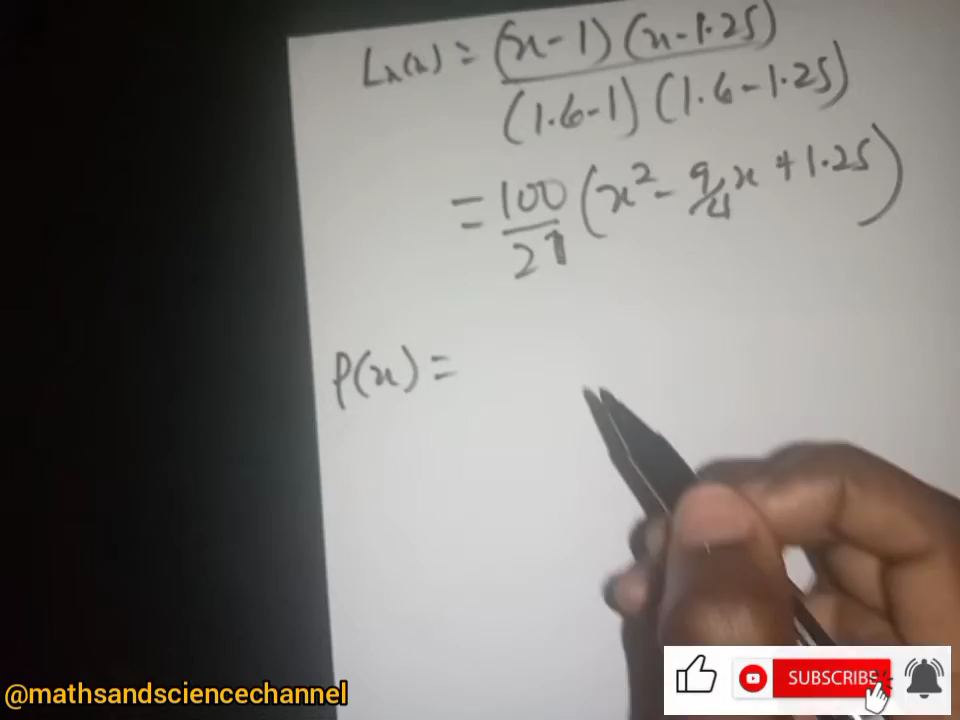 L₂(x) = (x-1)(x-1.25)
(1.6-1)(1.6-1.25)
= 100/21 (x² - 9/4 x + 1.25)
P(x) =
@mathsandsciencechannel
SUBSCRIBE